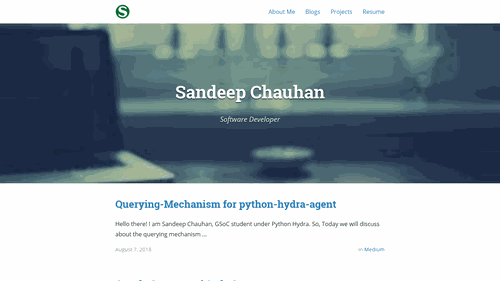 S
About Me Blogs Projects Resume
Sandeep Chauhan
Software Developer
Querying-Mechanism for python-hydra-agent
Hello there! I am Sandeep Chauhan, GSoC student under Python Hydra. So, Today we will discuss
about the querying mechanism ...
August 7, 2018 in Medium